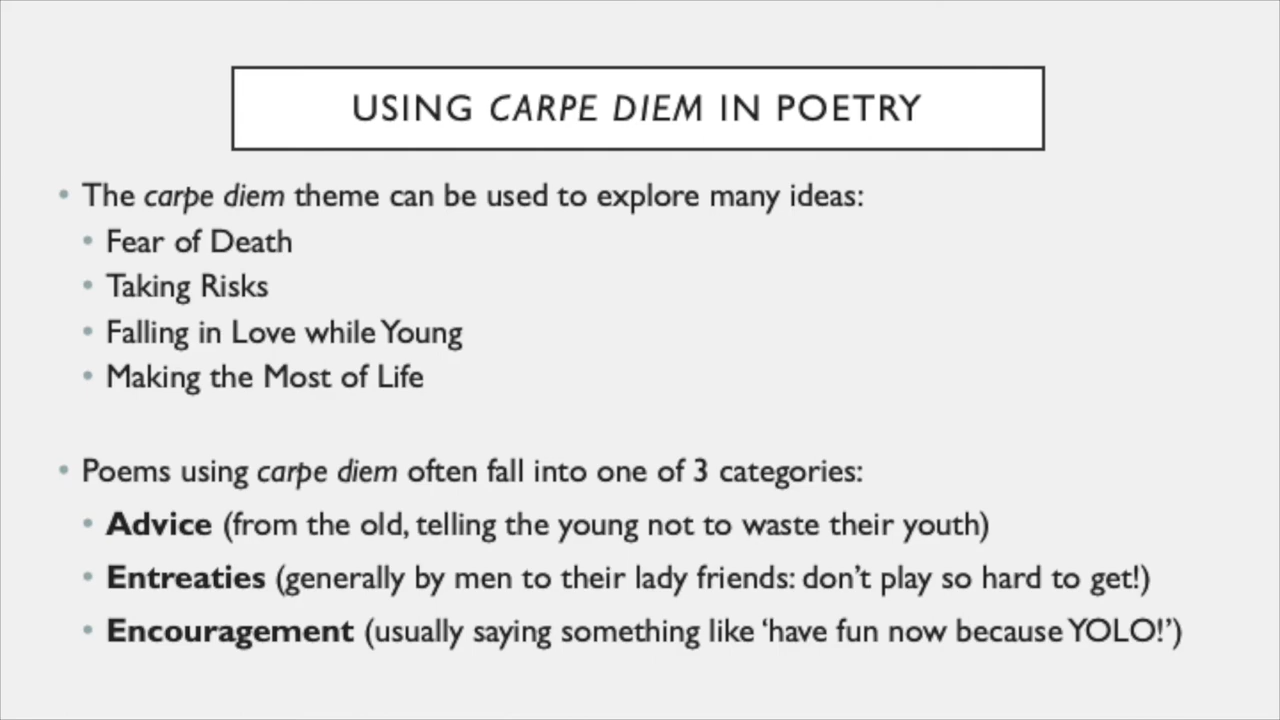 USING CARPE DIEM IN POETRY
• The carpe diem theme can be used to explore many ideas:
• Fear of Death
• Taking Risks
• Falling in Love while Young
• Making the Most of Life
• Poems using carpe diem often fall into one of 3 categories:
• Advice (from the old, telling the young not to waste their youth)
• Entreaties (generally by men to their lady friends: don’t play so hard to get!)
• Encouragement (usually saying something like ‘have fun now because YOLO!’)